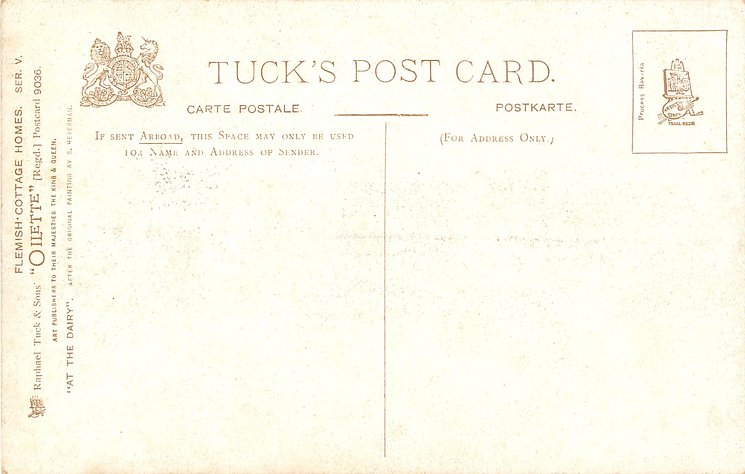 TUCK'S POST CARD.
CARTE POSTALE.
POSTKARTE.
IF SENT ABROAD, THIS SPACE MAY ONLY BE USED
FOR NAME AND ADDRESS OF SENDER.
(FOR ADDRESS ONLY.)
Process Bavaria
TRADE MARK
FLEMISH COTTAGE HOMES. SER. V.
Raphael Tuck & Sons' "OILETTE" [Regd.] Postcard 9036.
ART PUBLISHERS TO THEIR MAJESTIES THE KING & QUEEN.
"AT THE DAIRY". AFTER THE ORIGINAL PAINTING BY